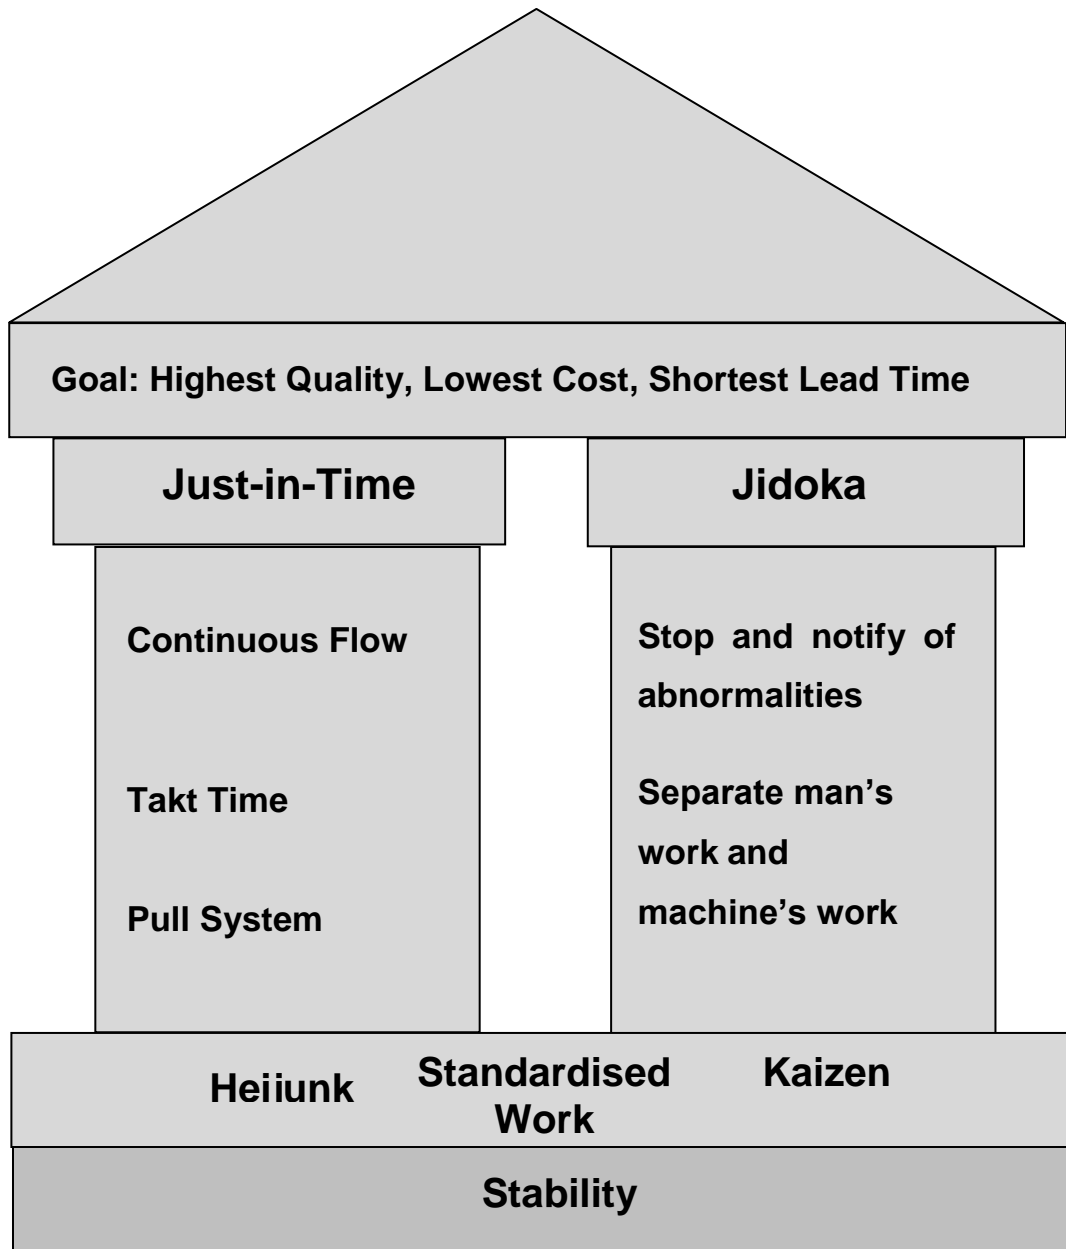 Goal: Highest Quality, Lowest Cost, Shortest Lead Time
Just-in-Time
Jidoka
Continuous Flow
Takt Time
Pull System
Stop and notify of
abnormalities
Separate man’s
work and
machine’s work
Heiiunk
Standardised
Work
Kaizen
Stability